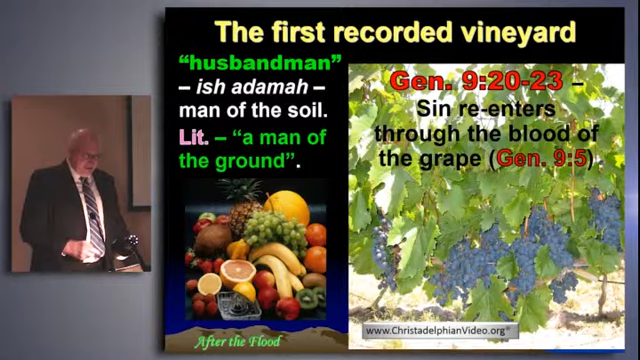 The first recorded vineyard
“husbandman”
– ish adamah –
man of the soil.
Lit. – “a man of
the ground”.
Gen. 9:20-23 –
Sin re-enters
through the blood of
the grape (Gen. 9:5)
After the Flood
www.ChristadelphianVideo.org